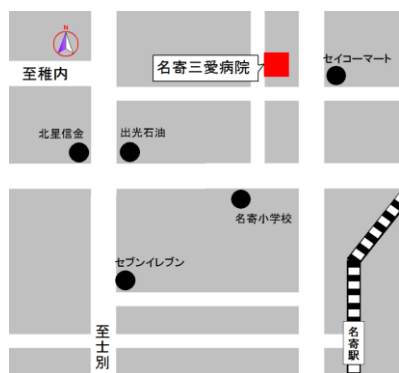 至稚内
名寄三愛病院
セイコーマート
北星信金
出光石油
名寄小学校
セブンイレブン
至士別
名寄駅